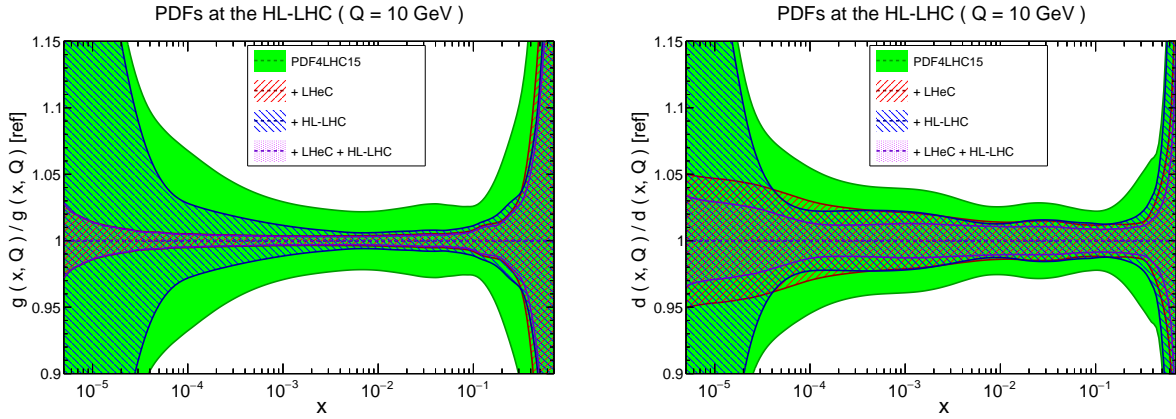 PDFs at the HL-LHC ( Q = 10 GeV )
g ( x, Q ) / g ( x, Q ) [ref]
1.15
1.1
1.05
1
0.95
0.9
PDF4LHC15
+ LHeC
+ HL-LHC
+ LHeC + HL-LHC
10⁻⁵ 10⁻⁴ 10⁻³ 10⁻² 10⁻¹
x
PDFs at the HL-LHC ( Q = 10 GeV )
d ( x, Q ) / d ( x, Q ) [ref]
1.15
1.1
1.05
1
0.95
0.9
PDF4LHC15
+ LHeC
+ HL-LHC
+ LHeC + HL-LHC
10⁻⁵ 10⁻⁴ 10⁻³ 10⁻² 10⁻¹
x